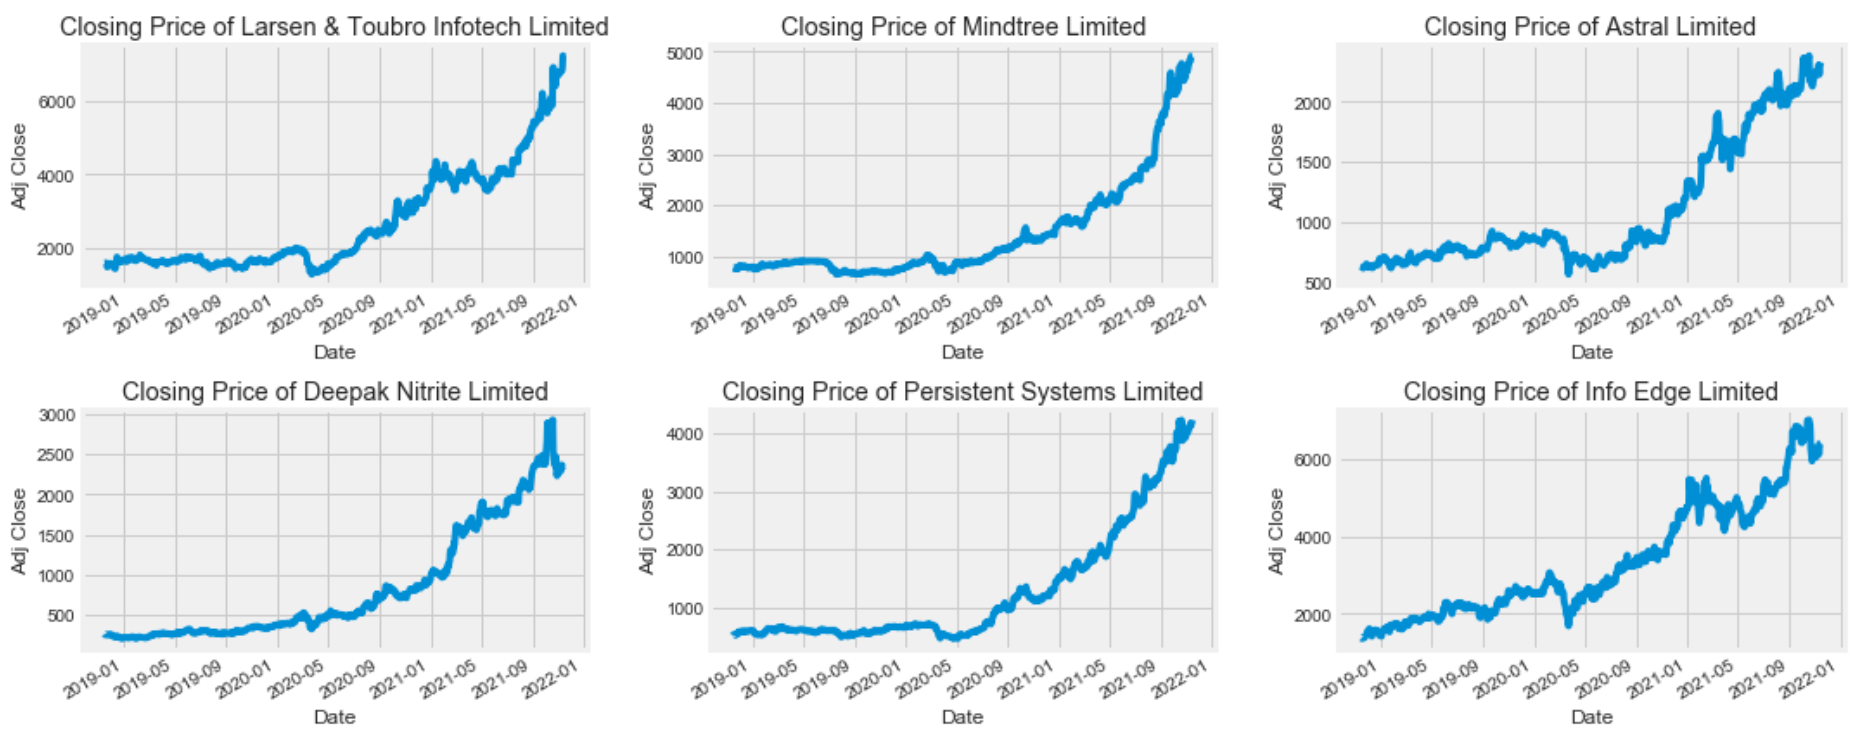 Closing Price of Larsen & Toubro Infotech Limited
Adj Close
6000
4000
2000
2019-01 2019-05 2019-09 2020-01 2020-05 2020-09 2021-01 2021-05 2021-09 2022-01
Date
Closing Price of Mindtree Limited
Adj Close
5000
4000
3000
2000
1000
2019-01 2019-05 2019-09 2020-01 2020-05 2020-09 2021-01 2021-05 2021-09 2022-01
Date
Closing Price of Astral Limited
Adj Close
2000
1500
1000
500
2019-01 2019-05 2019-09 2020-01 2020-05 2020-09 2021-01 2021-05 2021-09 2022-01
Date
Closing Price of Deepak Nitrite Limited
Adj Close
3000
2500
2000
1500
1000
500
2019-01 2019-05 2019-09 2020-01 2020-05 2020-09 2021-01 2021-05 2021-09 2022-01
Date
Closing Price of Persistent Systems Limited
Adj Close
4000
3000
2000
1000
2019-01 2019-05 2019-09 2020-01 2020-05 2020-09 2021-01 2021-05 2021-09 2022-01
Date
Closing Price of Info Edge Limited
Adj Close
6000
4000
2000
2019-01 2019-05 2019-09 2020-01 2020-05 2020-09 2021-01 2021-05 2021-09 2022-01
Date